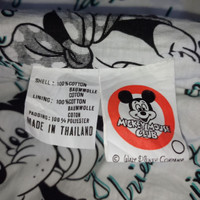 SHELL: 100% COTTON
BAUMWOLLE
COTON
LINING: 100% COTTON
BAUMWOLLE
COTON
PADDING: 100% POLYESTER
MADE IN THAILAND
MICKEY MOUSE
CLUB
© WALT DISNEY COMPANY